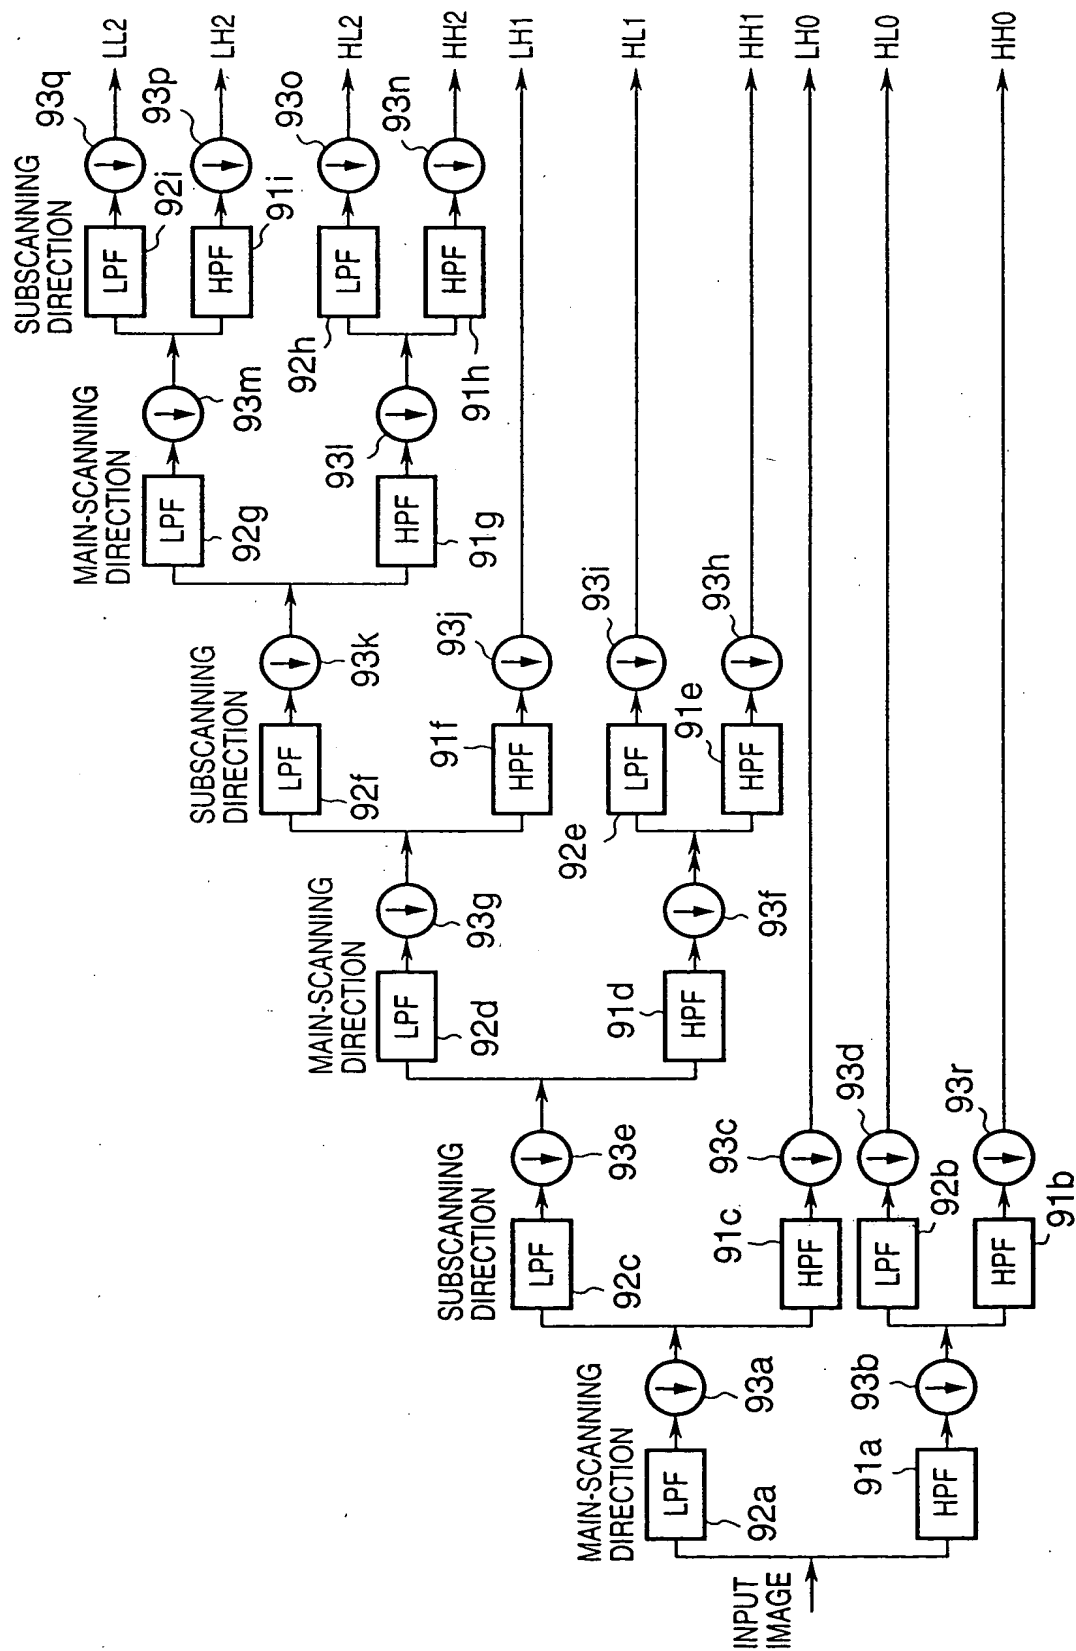 INPUT
IMAGE
MAIN-SCANNING
DIRECTION
LPF
92a
93a
HPF
91a
93b
SUBSCANNING
DIRECTION
LPF
92c
93e
HPF
91c
93c
LH0
LPF
92b
93d
HL0
HPF
91b
93r
HH0
MAIN-SCANNING
DIRECTION
LPF
92d
93g
HPF
91d
93f
SUBSCANNING
DIRECTION
LPF
92f
93k
HPF
91f
93j
LH1
LPF
92e
93i
HL1
HPF
91e
93h
HH1
MAIN-SCANNING
DIRECTION
LPF
92g
93m
HPF
91g
93l
SUBSCANNING
DIRECTION
LPF
92i
93q
LL2
HPF
91i
93p
LH2
LPF
92h
93o
HL2
HPF
91h
93n
HH2